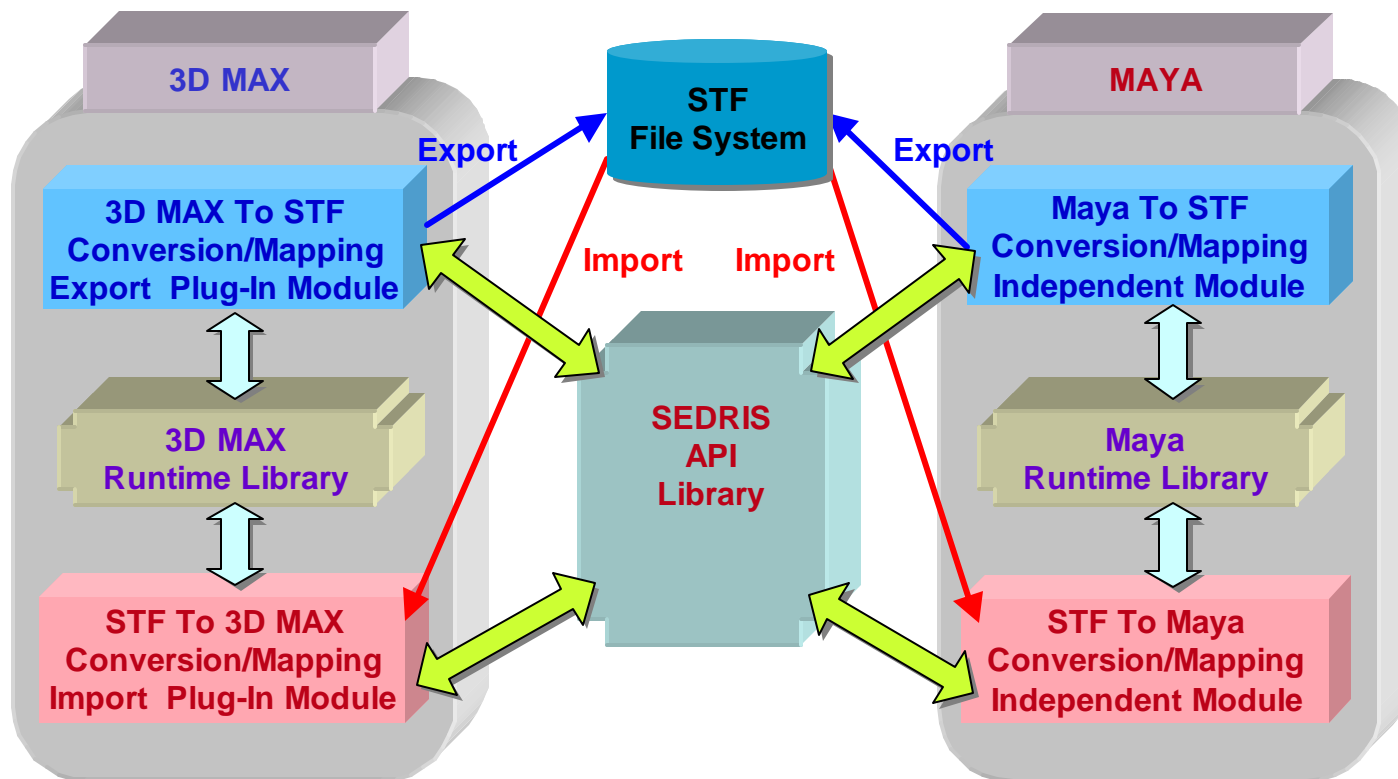 3D MAX
STF
File System
MAYA
Export
Export
3D MAX To STF
Conversion/Mapping
Export Plug-In Module
Import
Import
Maya To STF
Conversion/Mapping
Independent Module
3D MAX
Runtime Library
SEDRIS
API
Library
Maya
Runtime Library
STF To 3D MAX
Conversion/Mapping
Import Plug-In Module
STF To Maya
Conversion/Mapping
Independent Module